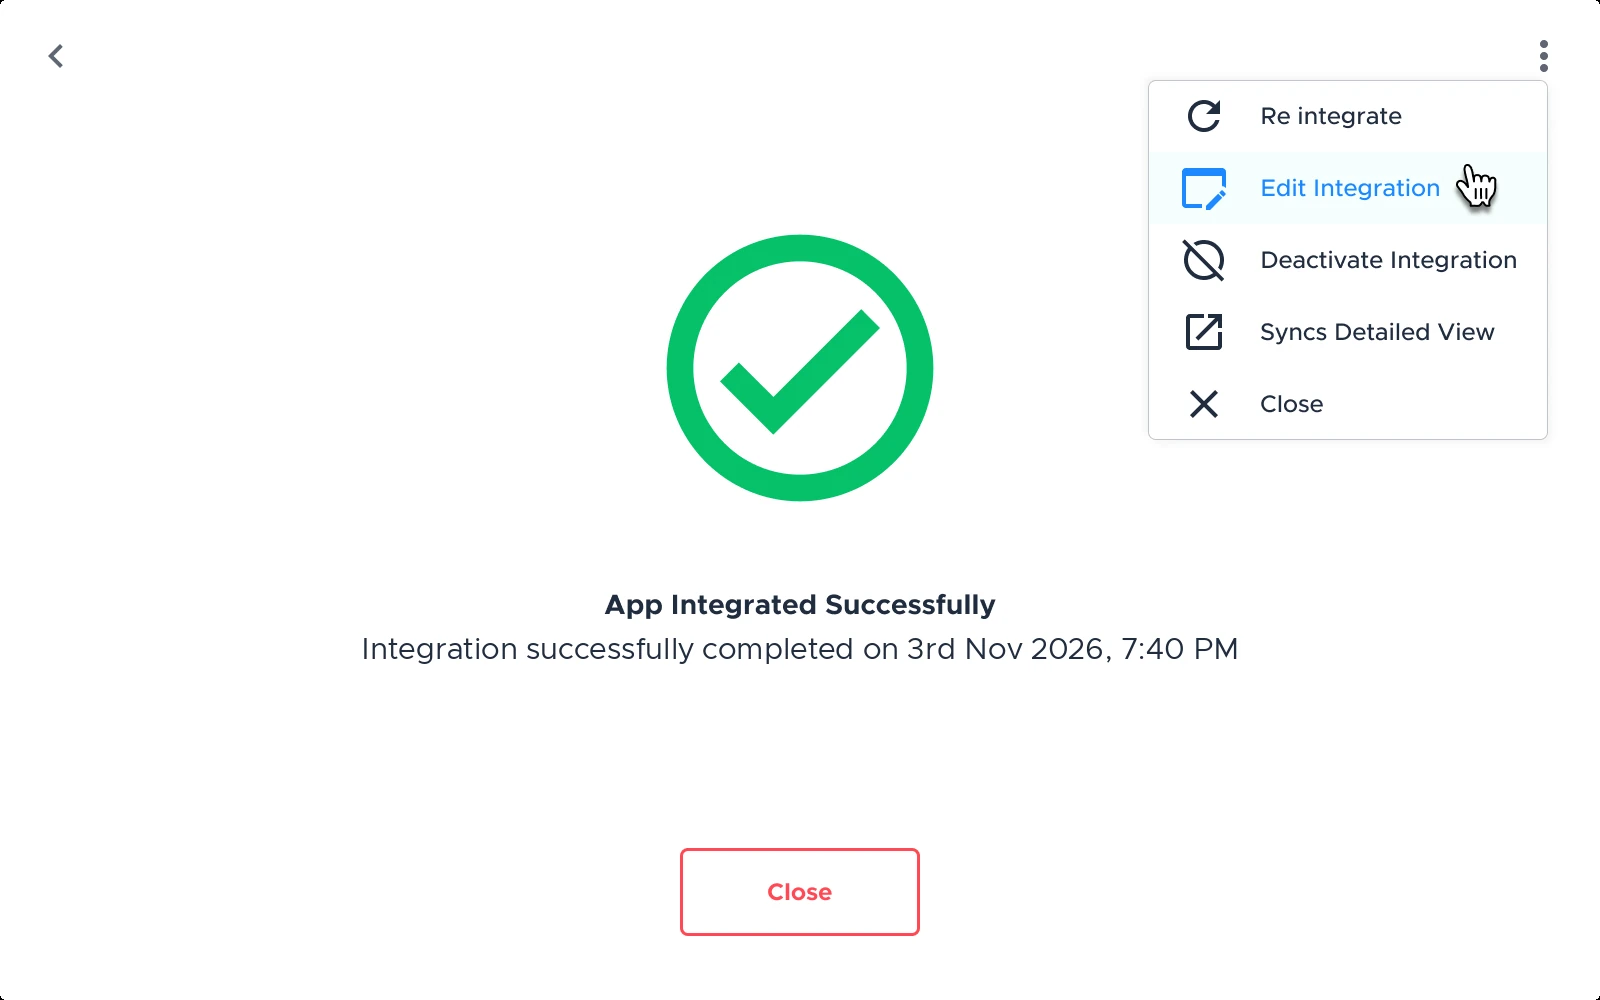 Re integrate
Edit Integration
Deactivate Integration
Syncs Detailed View
Close
App Integrated Successfully
Integration successfully completed on 3rd Nov 2026, 7:40 PM
Close